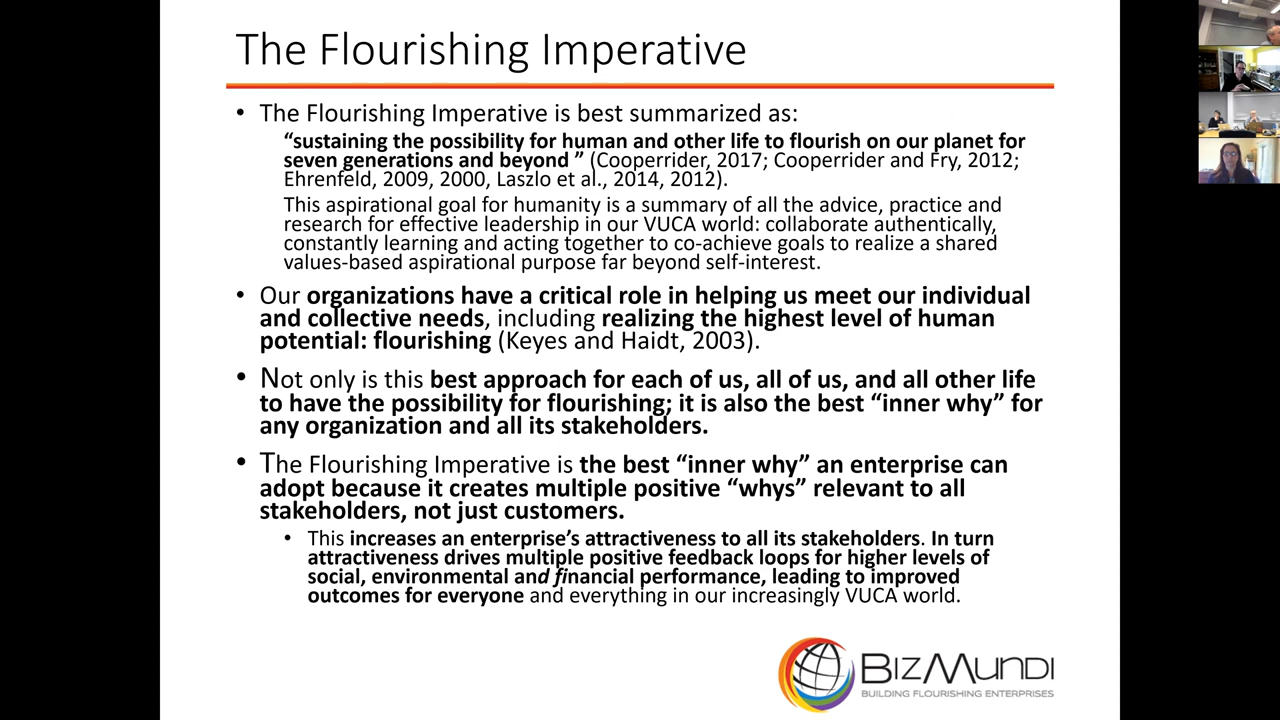 The Flourishing Imperative
• The Flourishing Imperative is best summarized as:
“sustaining the possibility for human and other life to flourish on our planet for
seven generations and beyond ” (Cooperrider, 2017; Cooperrider and Fry, 2012;
Ehrenfeld, 2009, 2000, Laszlo et al., 2014, 2012).
This aspirational goal for humanity is a summary of all the advice, practice and
research for effective leadership in our VUCA world: collaborate authentically,
constantly learning and acting together to co-achieve goals to realize a shared
values-based aspirational purpose far beyond self-interest.
• Our organizations have a critical role in helping us meet our individual
and collective needs, including realizing the highest level of human
potential: flourishing (Keyes and Haidt, 2003).
• Not only is this best approach for each of us, all of us, and all other life
to have the possibility for flourishing; it is also the best “inner why” for
any organization and all its stakeholders.
• The Flourishing Imperative is the best “inner why” an enterprise can
adopt because it creates multiple positive “whys” relevant to all
stakeholders, not just customers.
• This increases an enterprise’s attractiveness to all its stakeholders. In turn
attractiveness drives multiple positive feedback loops for higher levels of
social, environmental and financial performance, leading to improved
outcomes for everyone and everything in our increasingly VUCA world.
BIZMUNDI
BUILDING FLOURISHING ENTERPRISES